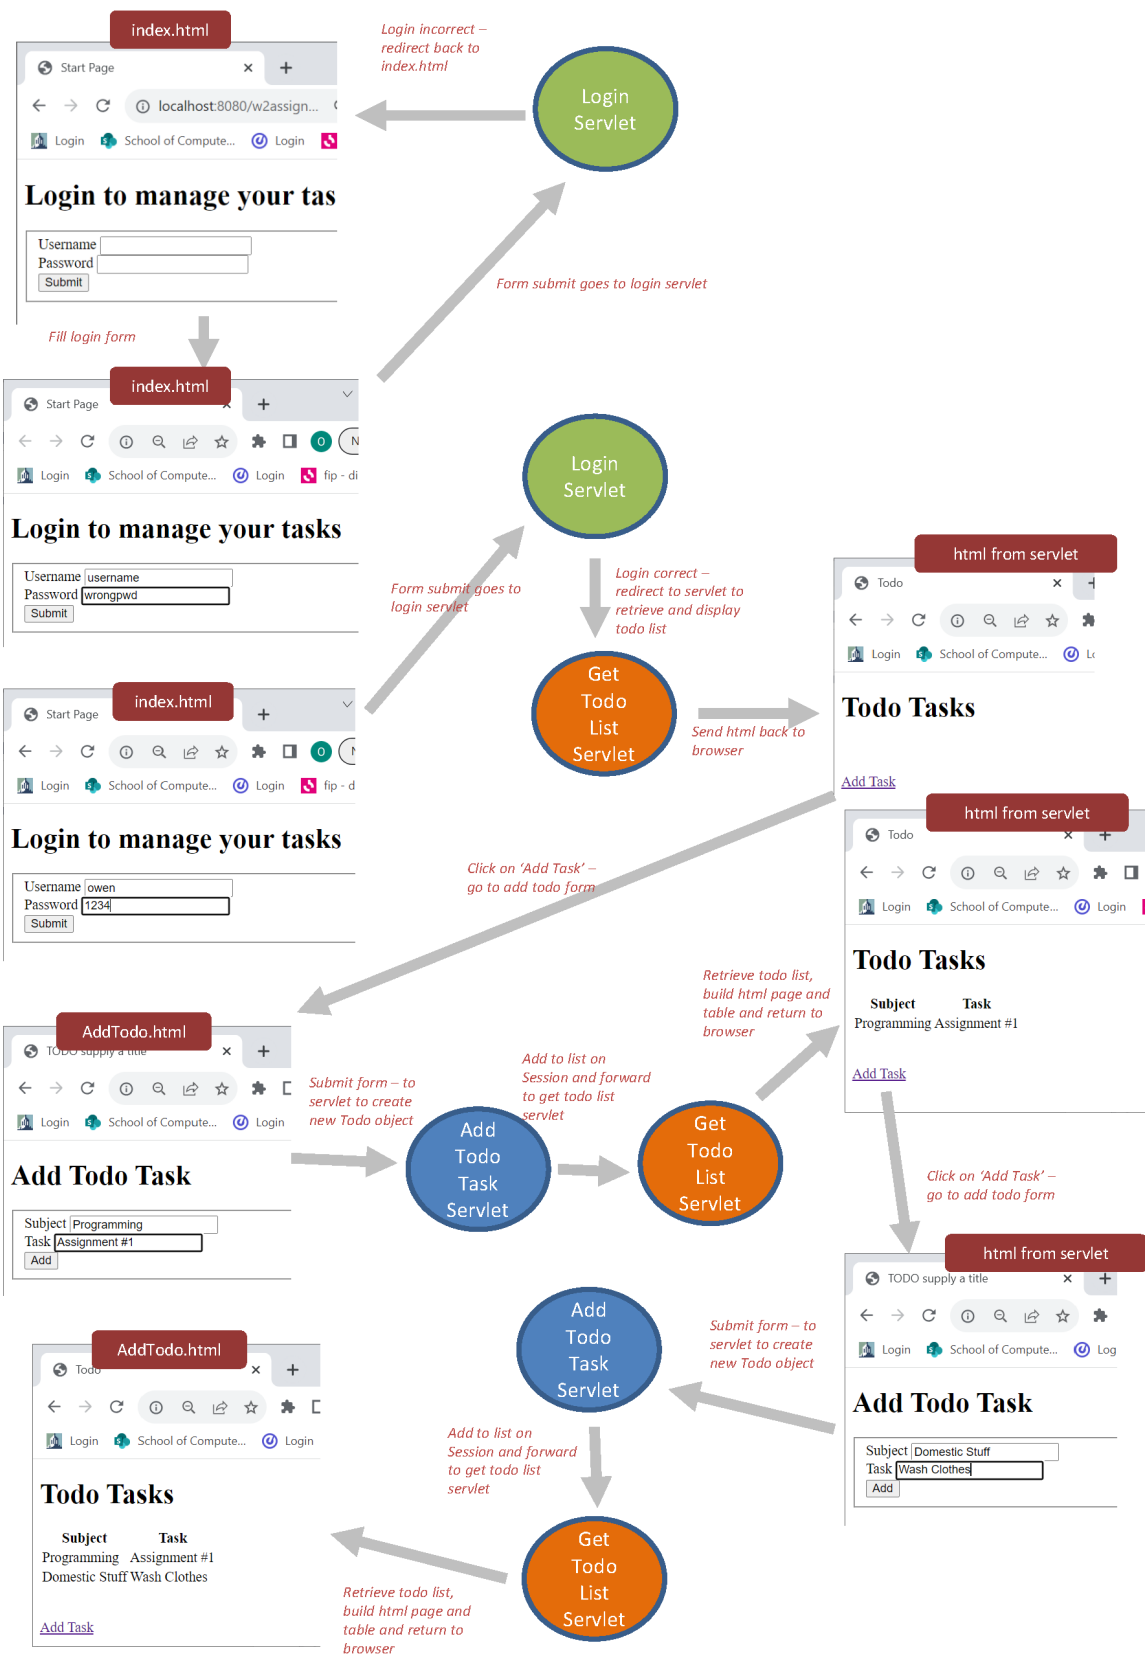 index.html
Start Page
localhost:8080/w2assign...
Login
School of Compute...
Login
Login to manage your tas
Username
Password
Submit
Login incorrect –
redirect back to
index.html
Login
Servlet
Form submit goes to login servlet
Fill login form
index.html
Start Page
O
N
Login
School of Compute...
Login
fip - di
Login to manage your tasks
Username username
Password wrongpwd
Submit
Login
Servlet
Form submit goes to
login servlet
Login correct –
redirect to servlet to
retrieve and display
todo list
Get
Todo
List
Servlet
Send html back to
browser
html from servlet
Todo
Login
School of Compute...
Lo
Todo Tasks
Add Task
index.html
Start Page
O
N
Login
School of Compute...
Login
fip - d
Login to manage your tasks
Username owen
Password 1234
Submit
Click on ‘Add Task’ –
go to add todo form
html from servlet
Todo
Login
School of Compute...
Login
Todo Tasks
Subject Task
Programming Assignment #1
Add Task
AddTodo.html
TODO supply a title
Login
School of Compute...
Login
Add Todo Task
Subject Programming
Task Assignment #1
Add
Submit form – to
servlet to create
new Todo object
Add
Todo
Task
Servlet
Add to list on
Session and forward
to get todo list
servlet
Get
Todo
List
Servlet
Retrieve todo list,
build html page and
table and return to
browser
Click on ‘Add Task’ –
go to add todo form
html from servlet
TODO supply a title
Login
School of Compute...
Log
Add Todo Task
Subject Domestic Stuff
Task Wash Clothes
Add
Submit form – to
servlet to create
new Todo object
Add
Todo
Task
Servlet
Add to list on
Session and forward
to get todo list
servlet
Get
Todo
List
Servlet
Retrieve todo list,
build html page and
table and return to
browser
AddTodo.html
Todo
Login
School of Compute...
Login
Todo Tasks
Subject Task
Programming Assignment #1
Domestic Stuff Wash Clothes
Add Task